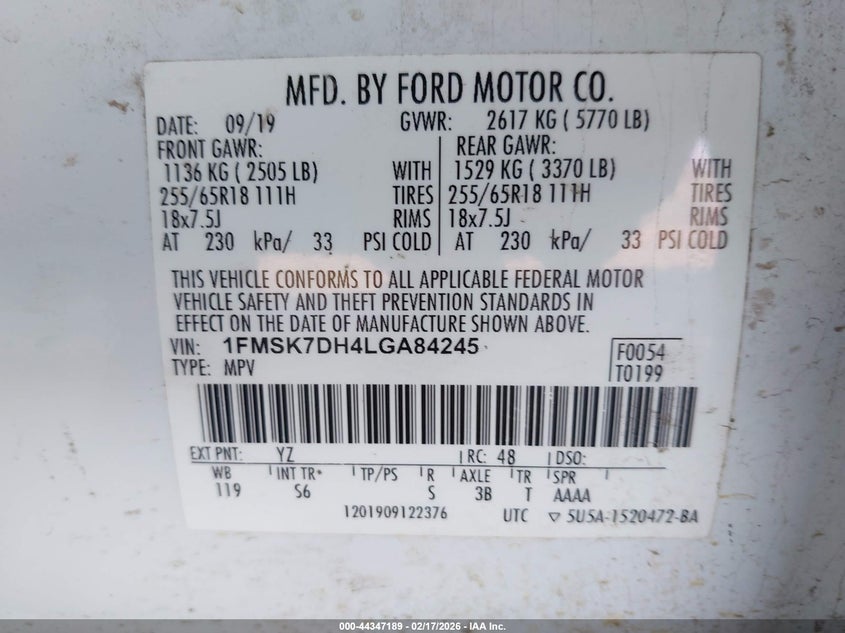 MFD. BY FORD MOTOR CO.
DATE: 09/19 GVWR: 2617 KG ( 5770 LB)
FRONT GAWR: REAR GAWR:
1136 KG ( 2505 LB) WITH 1529 KG ( 3370 LB) WITH
255/65R18 111H TIRES 255/65R18 111H TIRES
18x7.5J RIMS 18x7.5J RIMS
AT 230 kPa/ 33 PSI COLD AT 230 kPa/ 33 PSI COLD
THIS VEHICLE CONFORMS TO ALL APPLICABLE FEDERAL MOTOR
VEHICLE SAFETY AND THEFT PREVENTION STANDARDS IN
EFFECT ON THE DATE OF MANUFACTURE SHOWN ABOVE.
VIN: 1FMSK7DH4LGA84245 F0054
TYPE: MPV T0199
EXT PNT: YZ RC: 48 DSO:
WB INT TR* TP/PS R AXLE TR SPR
119 S6 S 3B T AAAA
1201909122376 UTC ▽ 5U5A-1520472-BA
000-44347189 - 02/17/2026 - IAA Inc.